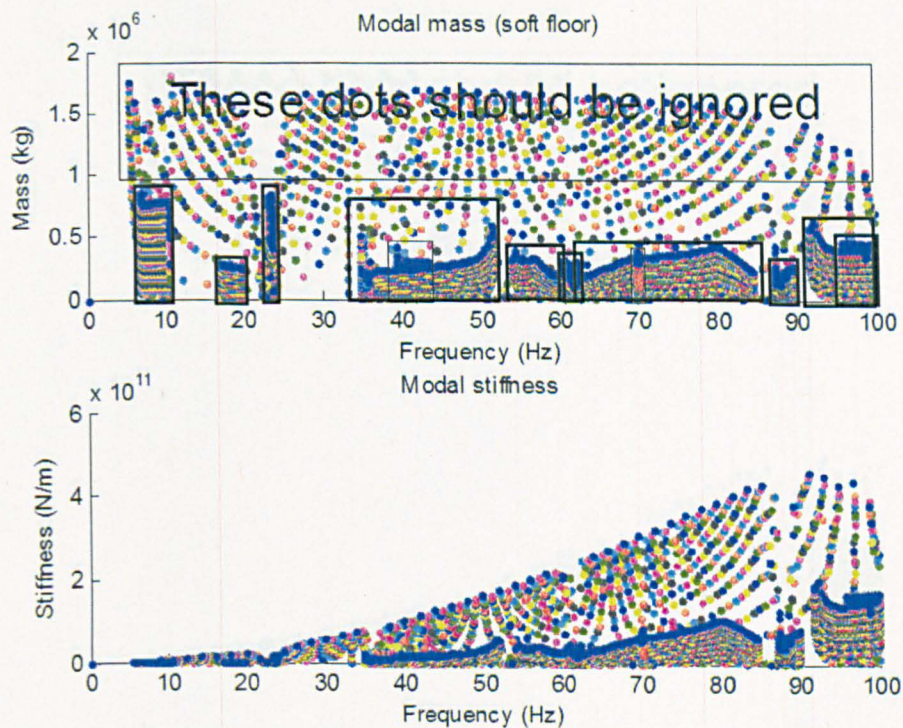 Modal mass (soft floor)
x 10^6
2
1.5
1
0.5
0
Mass (kg)
These dots should be ignored
0 10 20 30 40 50 60 70 80 90 100
Frequency (Hz)
Modal stiffness
x 10^11
6
4
2
0
Stiffness (N/m)
0 10 20 30 40 50 60 70 80 90 100
Frequency (Hz)